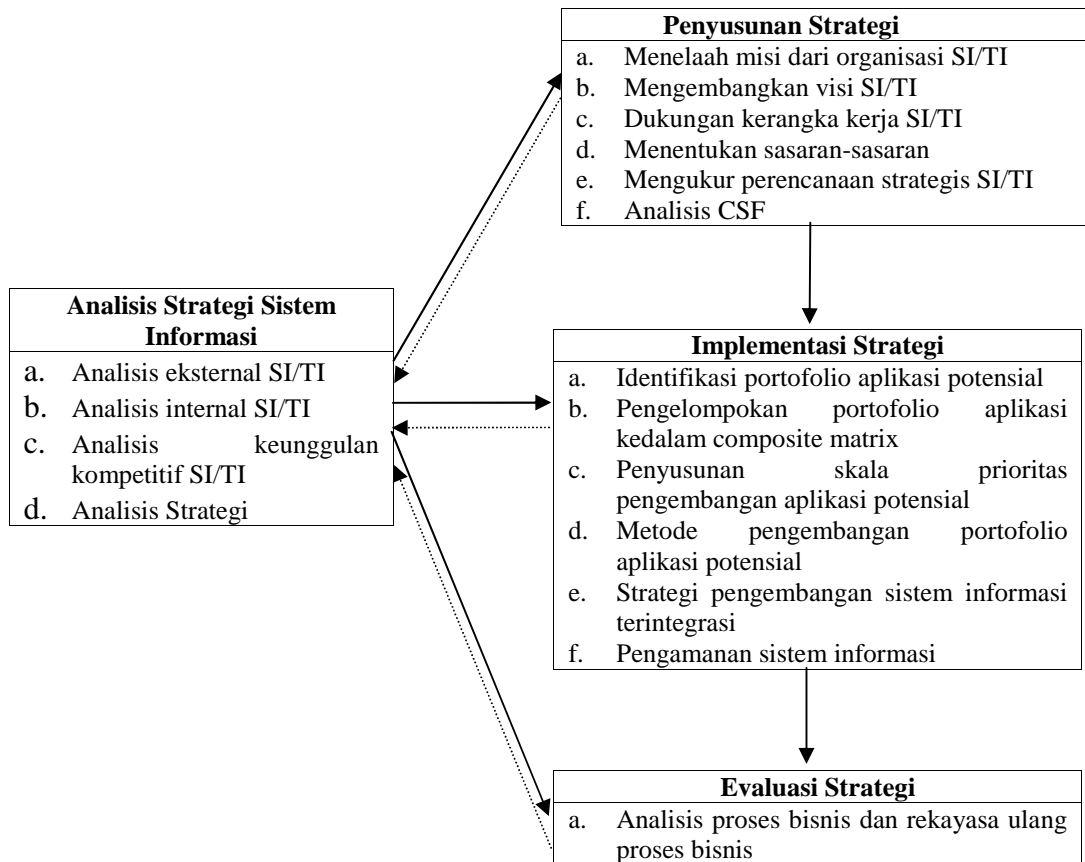 Penyusunan Strategi
a. Menelaah misi dari organisasi SI/TI
b. Mengembangkan visi SI/TI
c. Dukungan kerangka kerja SI/TI
d. Menentukan sasaran-sasaran
e. Mengukur perencanaan strategis SI/TI
f. Analisis CSF
Analisis Strategi Sistem
Informasi
a. Analisis eksternal SI/TI
b. Analisis internal SI/TI
c. Analisis keunggulan
kompetitif SI/TI
d. Analisis Strategi
Implementasi Strategi
a. Identifikasi portofolio aplikasi potensial
b. Pengelompokan portofolio aplikasi
kedalam composite matrix
c. Penyusunan skala prioritas
pengembangan aplikasi potensial
d. Metode pengembangan portofolio
aplikasi potensial
e. Strategi pengembangan sistem informasi
terintegrasi
f. Pengamanan sistem informasi
Evaluasi Strategi
a. Analisis proses bisnis dan rekayasa ulang
proses bisnis